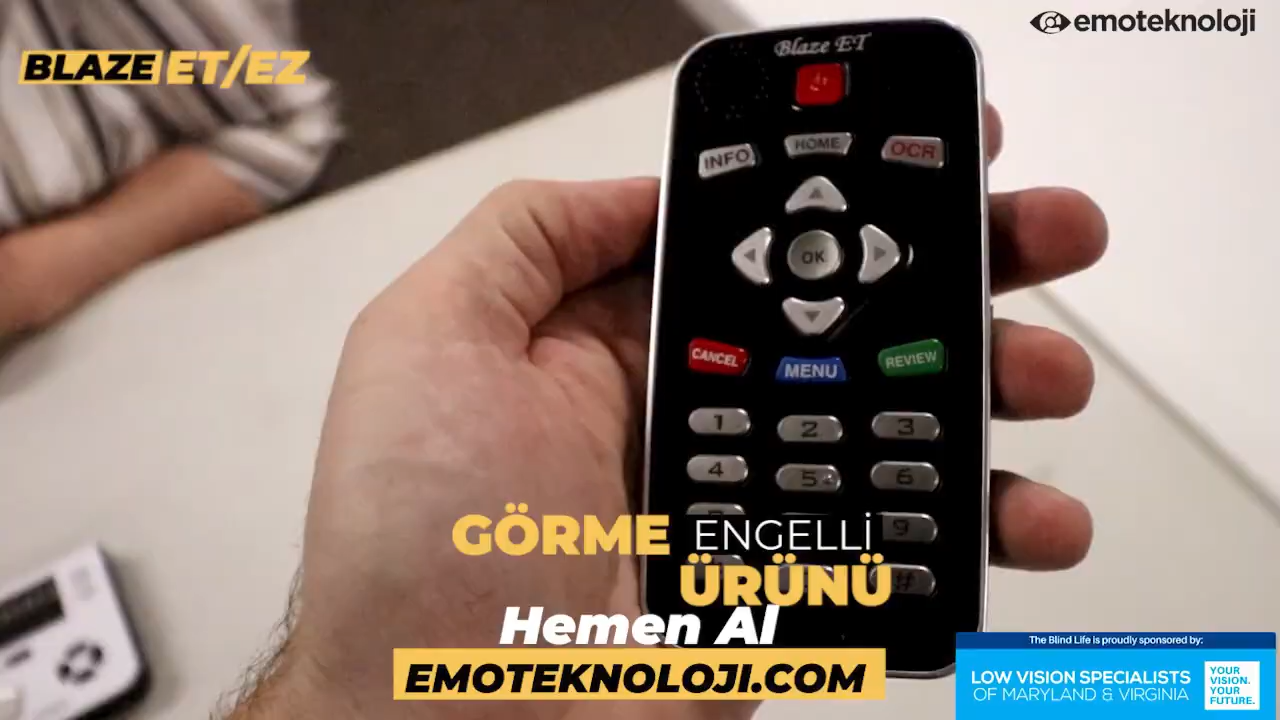 emoteknoloji
BLAZE ET/EZ
Blaze ET
INFO HOME OCR
OK
CANCEL MENU REVIEW
1 2 3
4 5 6
9
#
GÖRME ENGELLİ
ÜRÜNÜ
Hemen Al
EMOTEKNOLOJI.COM
The Blind Life is proudly sponsored by:
LOW VISION SPECIALISTS
OF MARYLAND & VIRGINIA
YOUR
VISION.
YOUR
FUTURE.